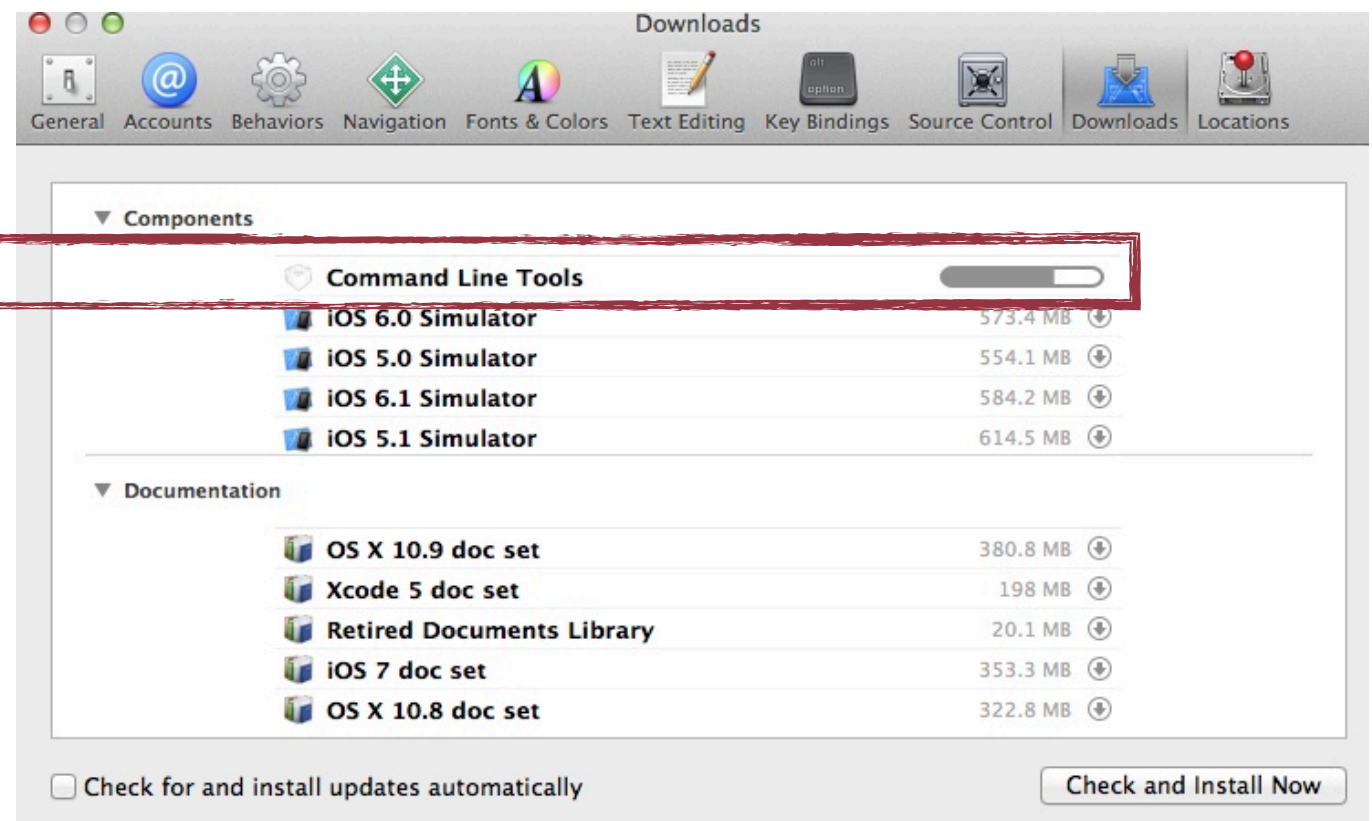 Downloads
alt
option
General Accounts Behaviors Navigation Fonts & Colors Text Editing Key Bindings Source Control Downloads Locations
Components
Command Line Tools
iOS 6.0 Simulator 573.4 MB
iOS 5.0 Simulator 554.1 MB
iOS 6.1 Simulator 584.2 MB
iOS 5.1 Simulator 614.5 MB
Documentation
OS X 10.9 doc set 380.8 MB
Xcode 5 doc set 198 MB
Retired Documents Library 20.1 MB
iOS 7 doc set 353.3 MB
OS X 10.8 doc set 322.8 MB
Check for and install updates automatically Check and Install Now